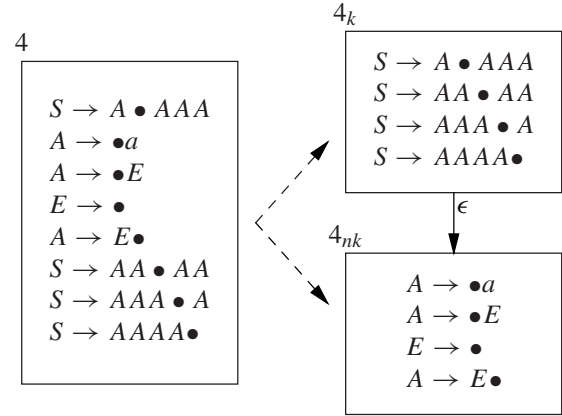 4
S → A ● AAA
A → ●a
A → ●E
E → ●
A → E●
S → AA ● AA
S → AAA ● A
S → AAAA●
4k
S → A ● AAA
S → AA ● AA
S → AAA ● A
S → AAAA●
ϵ
4nk
A → ●a
A → ●E
E → ●
A → E●